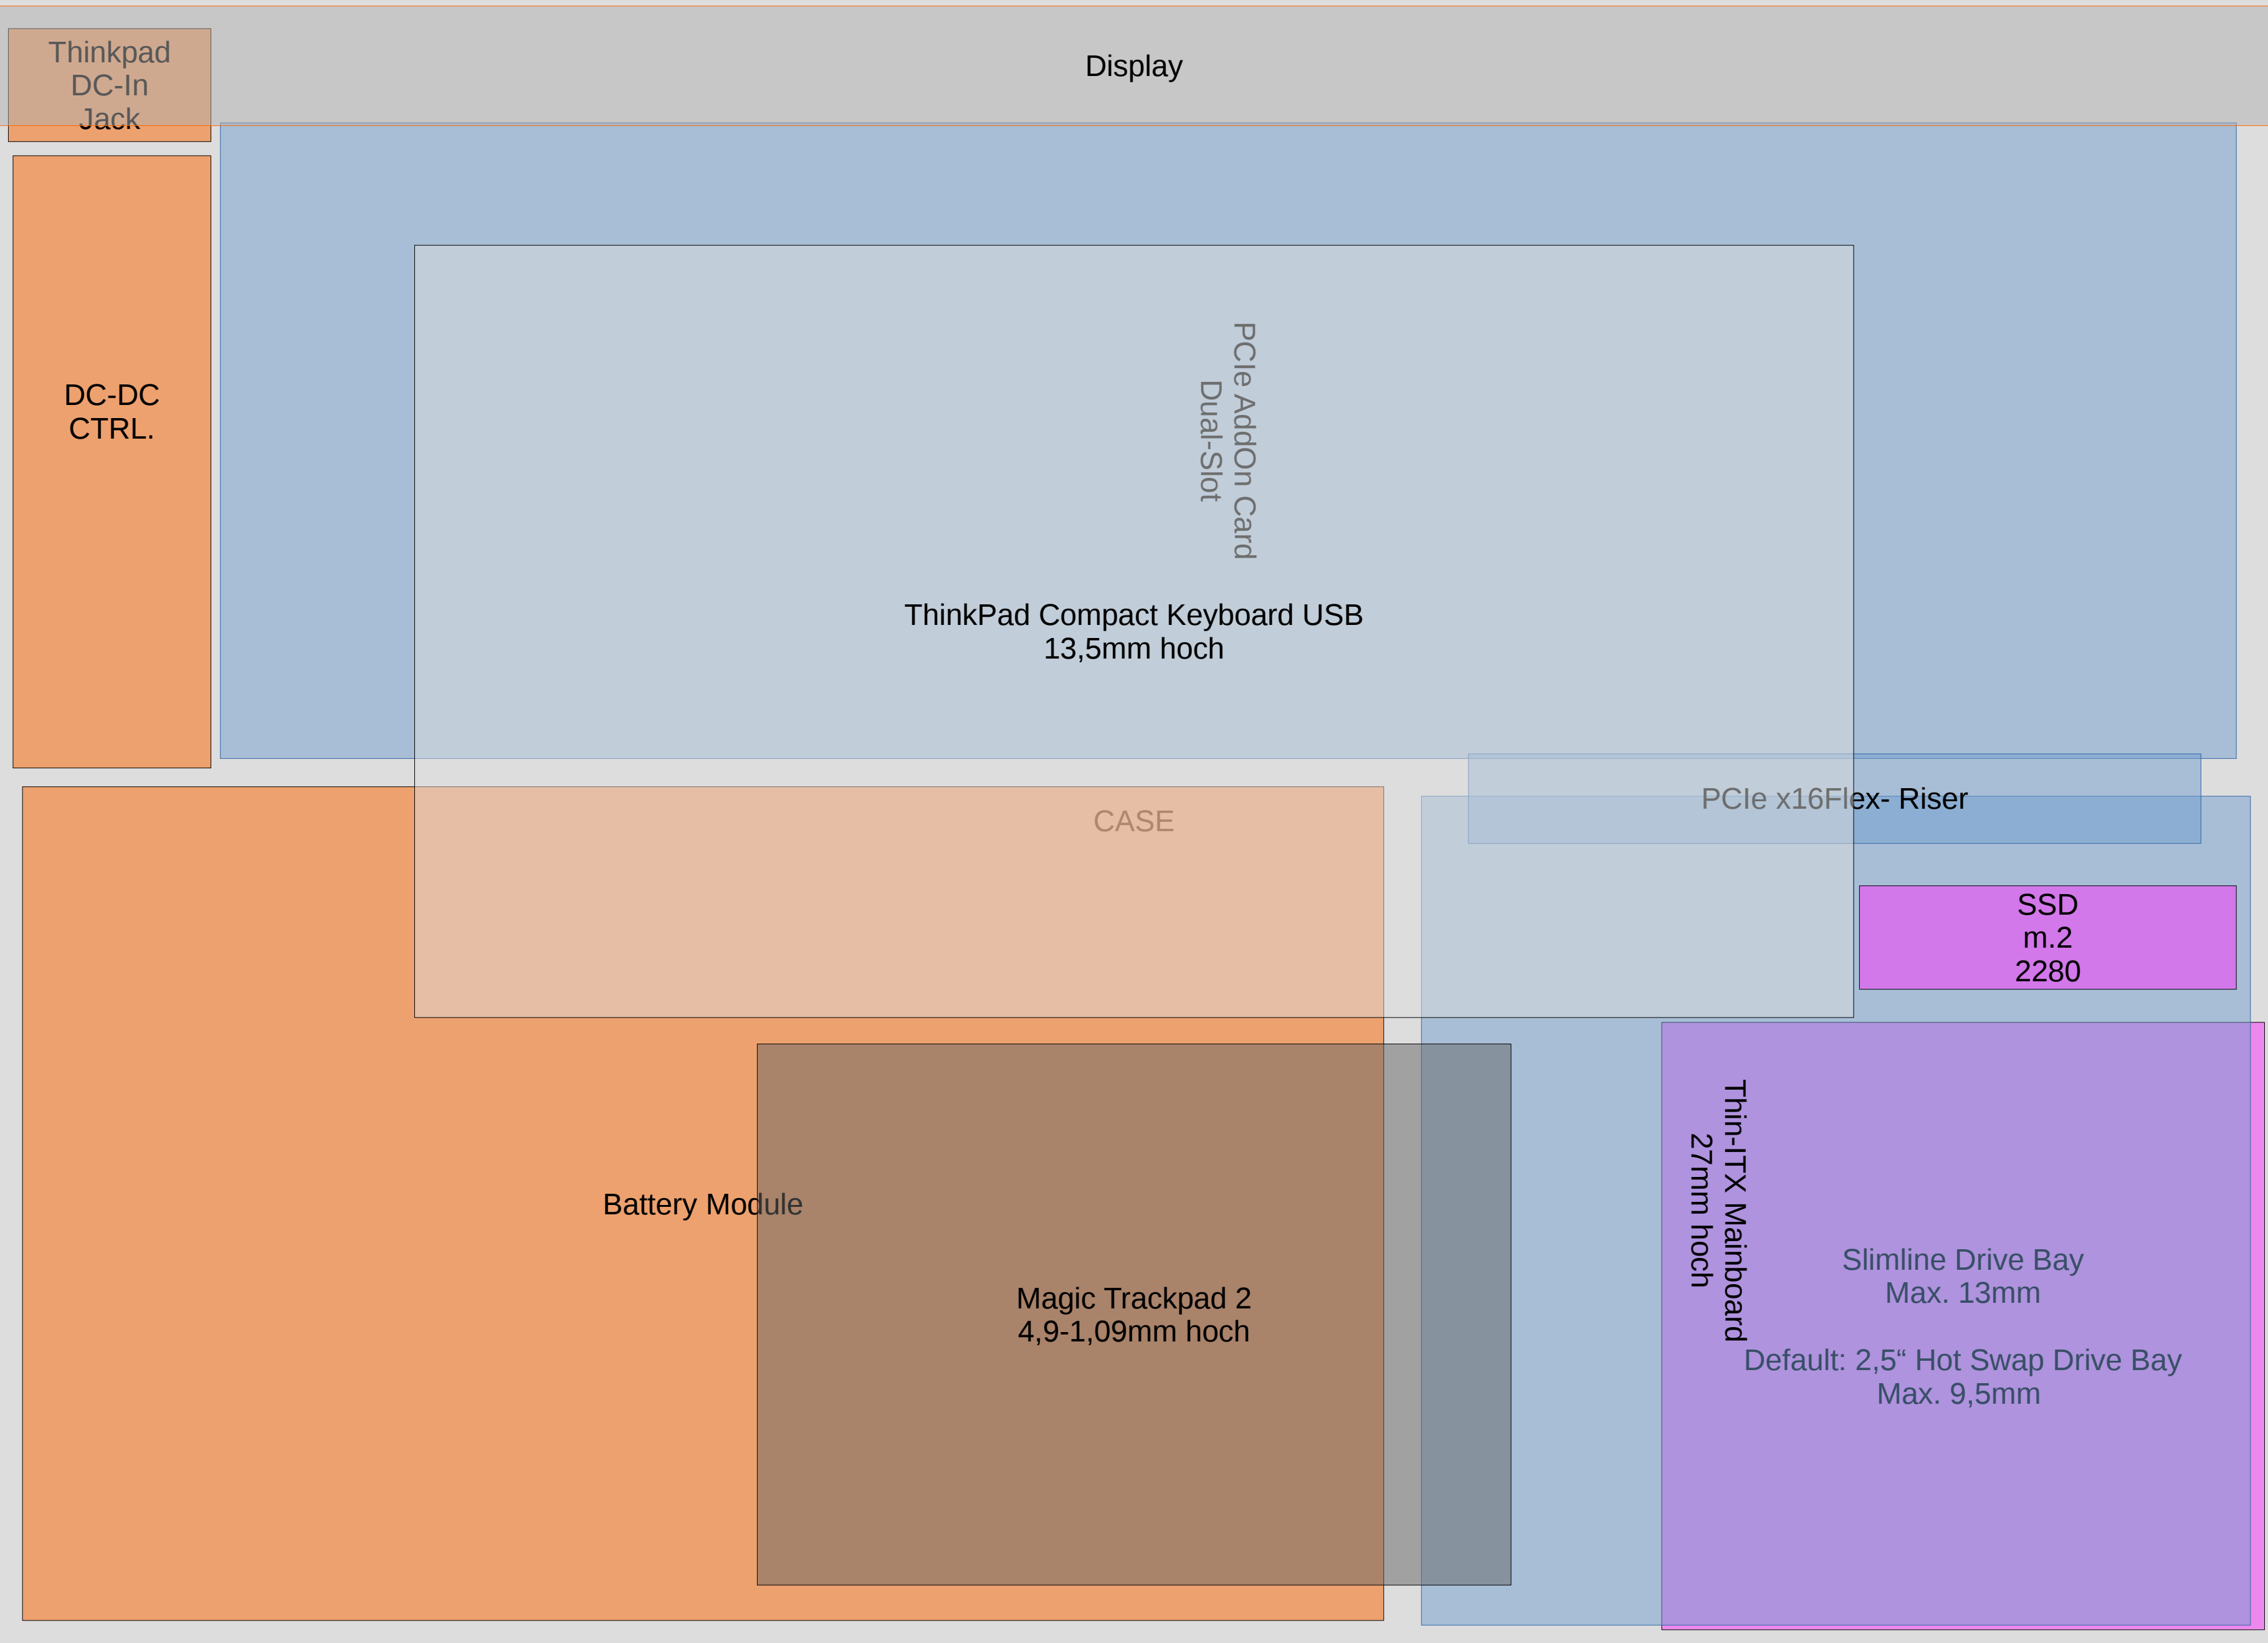 Thinkpad
DC-In
Jack
Display
DC-DC
CTRL.
PCIe AddOn Card
Dual-Slot
ThinkPad Compact Keyboard USB
13,5mm hoch
CASE
PCIe x16Flex- Riser
SSD
m.2
2280
Battery Module
Magic Trackpad 2
4,9-1,09mm hoch
Thin-ITX Mainboard
27mm hoch
Slimline Drive Bay
Max. 13mm
Default: 2,5“ Hot Swap Drive Bay
Max. 9,5mm